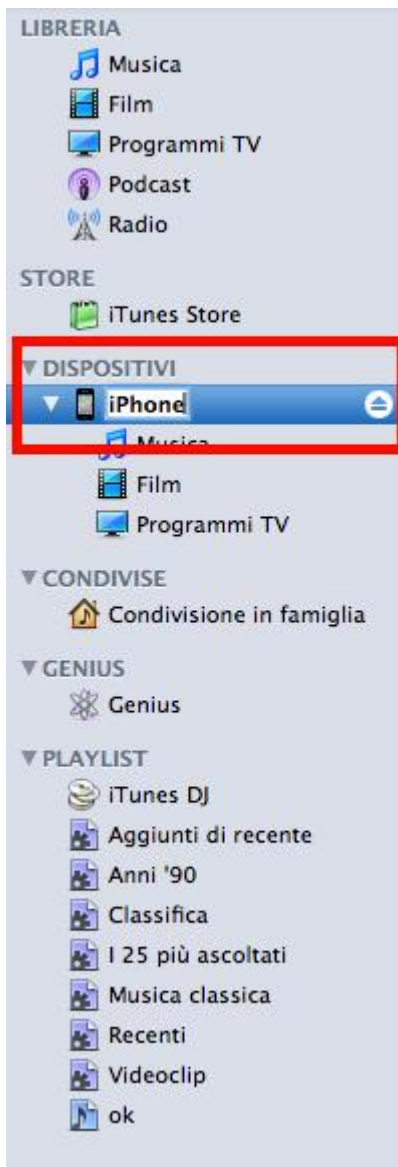 LIBRERIA
Musica
Film
Programmi TV
Podcast
Radio
STORE
iTunes Store
DISPOSITIVI
iPhone
Musica
Film
Programmi TV
CONDIVISE
Condivisione in famiglia
GENIUS
Genius
PLAYLIST
iTunes DJ
Aggiunti di recente
Anni '90
Classifica
I 25 più ascoltati
Musica classica
Recenti
Videoclip
ok